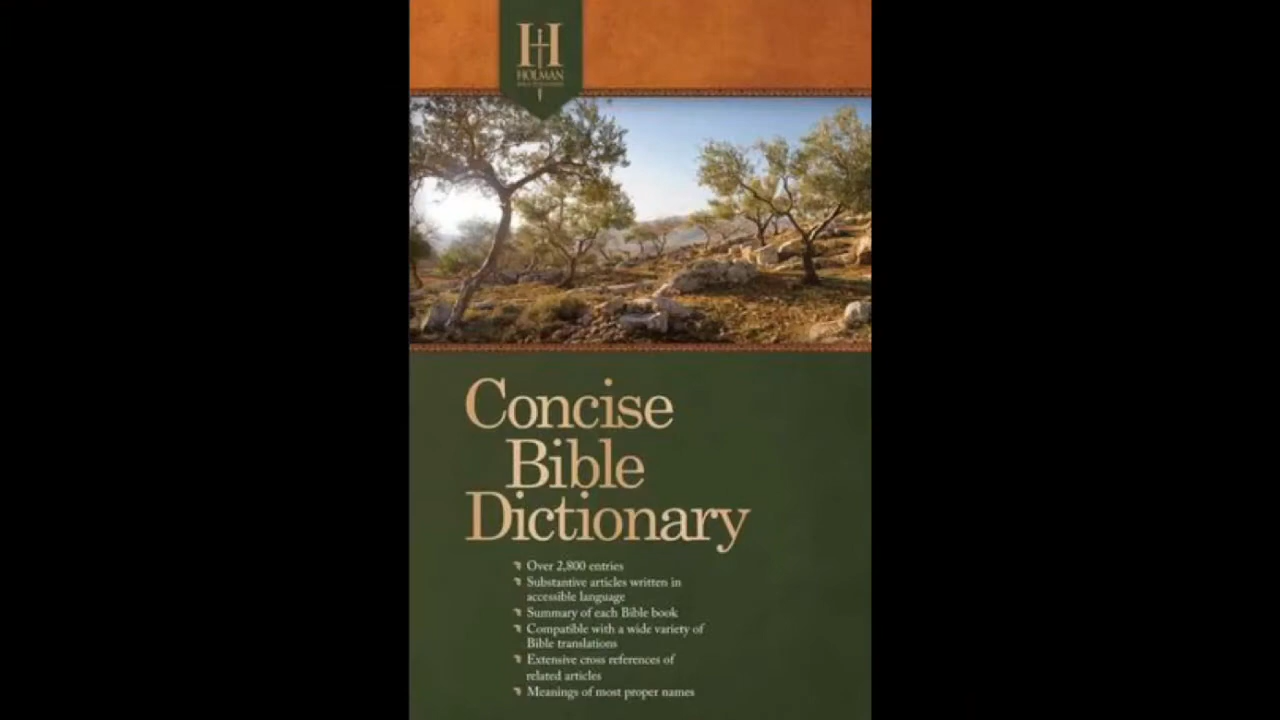 H
HOLMAN
Concise
Bible
Dictionary
Over 2,800 entries
Substantive articles written in
accessible language
Summary of each Bible book
Compatible with a wide variety of
Bible translations
Extensive cross references of
related articles
Meanings of most proper names